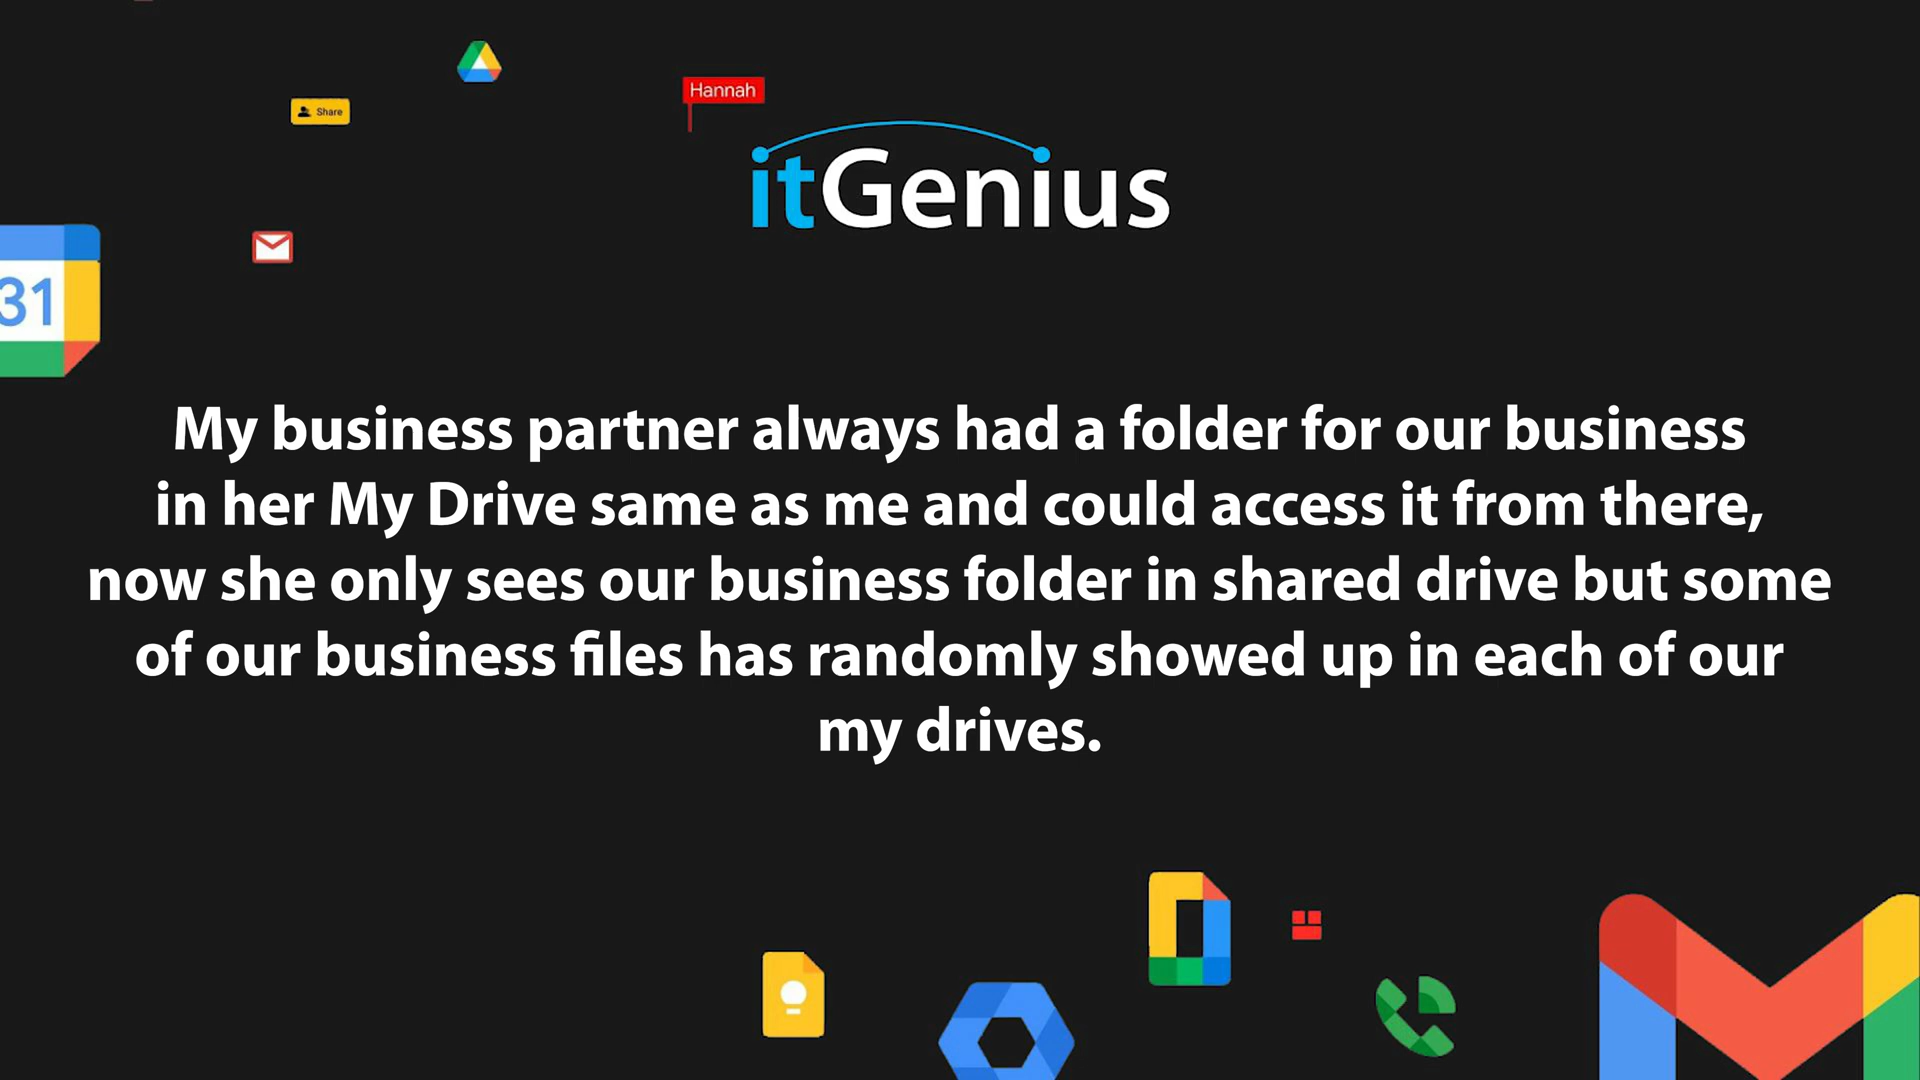 Hannah
Share
itGenius
31
My business partner always had a folder for our business
in her My Drive same as me and could access it from there,
now she only sees our business folder in shared drive but some
of our business files has randomly showed up in each of our
my drives.